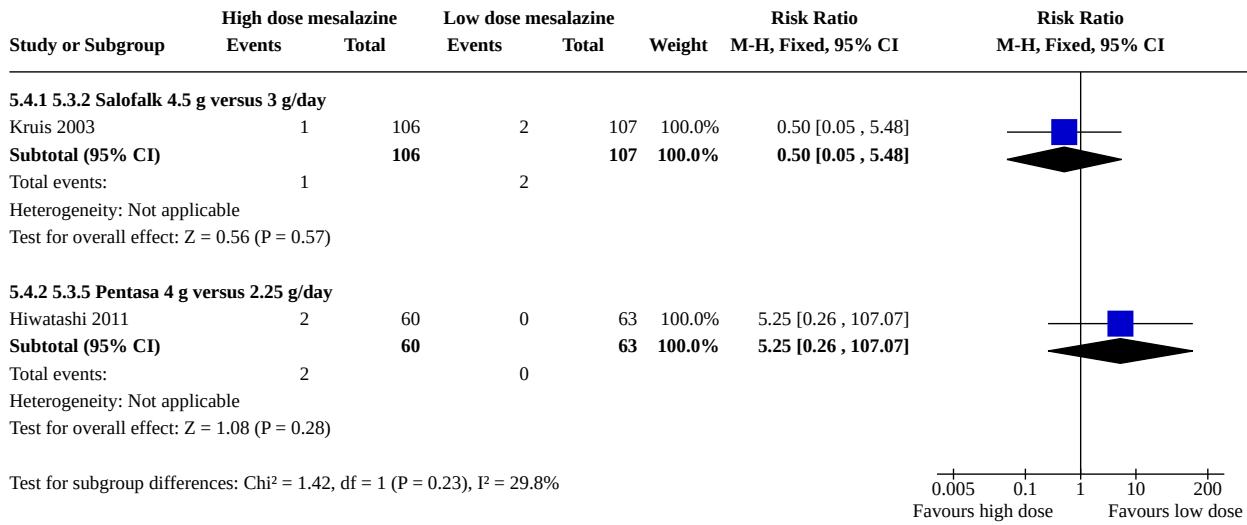 High dose mesalazine Low dose mesalazine Risk Ratio Risk Ratio
Study or Subgroup Events Total Events Total Weight M-H, Fixed, 95% CI M-H, Fixed, 95% CI
5.4.1 5.3.2 Salofalk 4.5 g versus 3 g/day
Kruis 2003 1 106 2 107 100.0% 0.50 [0.05 , 5.48]
Subtotal (95% CI) 106 107 100.0% 0.50 [0.05 , 5.48]
Total events: 1 2
Heterogeneity: Not applicable
Test for overall effect: Z = 0.56 (P = 0.57)
5.4.2 5.3.5 Pentasa 4 g versus 2.25 g/day
Hiwatashi 2011 2 60 0 63 100.0% 5.25 [0.26 , 107.07]
Subtotal (95% CI) 60 63 100.0% 5.25 [0.26 , 107.07]
Total events: 2 0
Heterogeneity: Not applicable
Test for overall effect: Z = 1.08 (P = 0.28)
Test for subgroup differences: Chi² = 1.42, df = 1 (P = 0.23), I² = 29.8%
0.005 0.1 1 10 200
Favours high dose Favours low dose